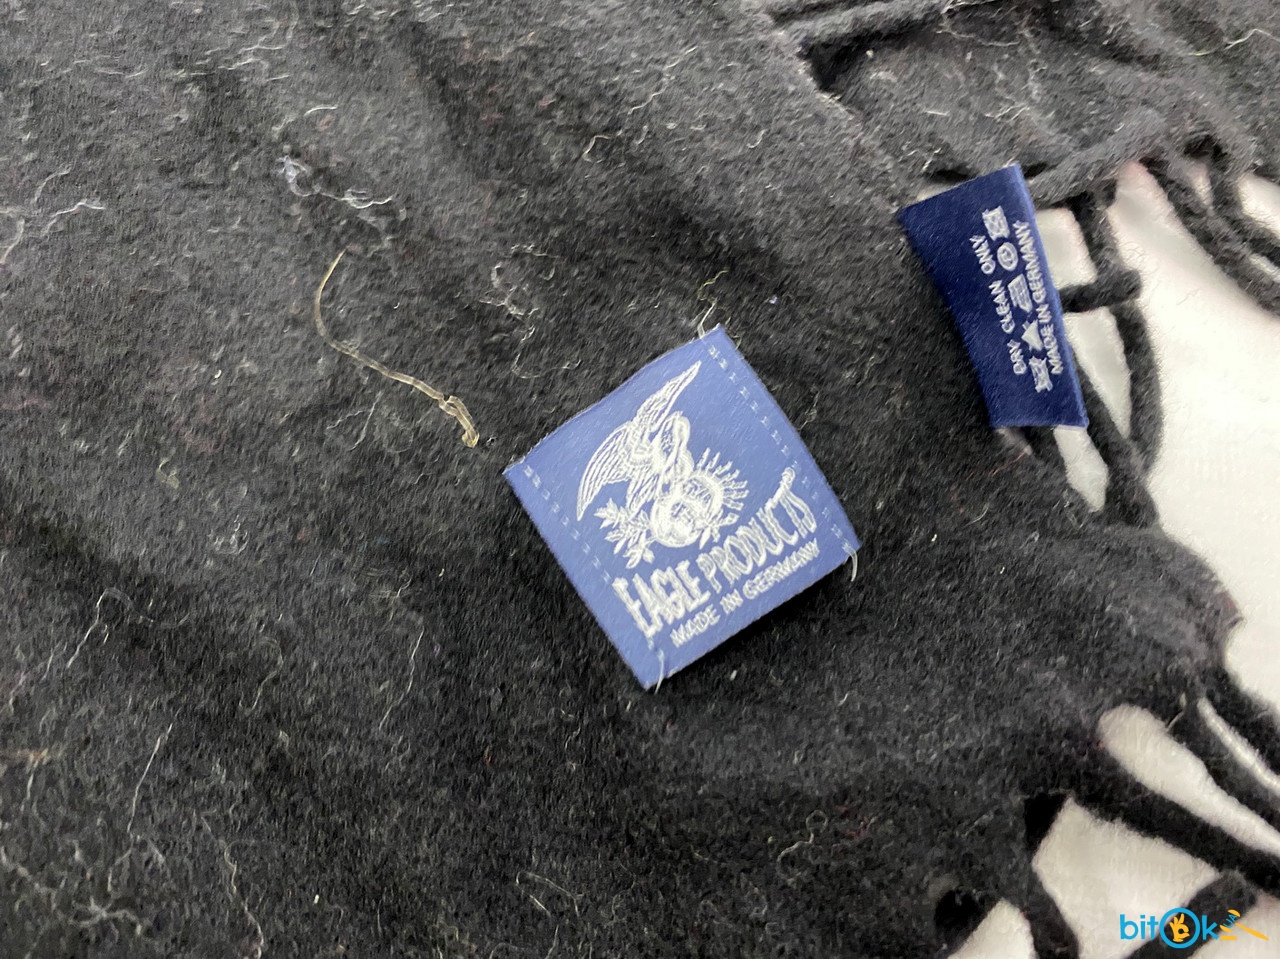 EAGLE PRODUCTS
MADE IN GERMANY
DRY CLEAN ONLY
MADE IN GERMANY
bitOk